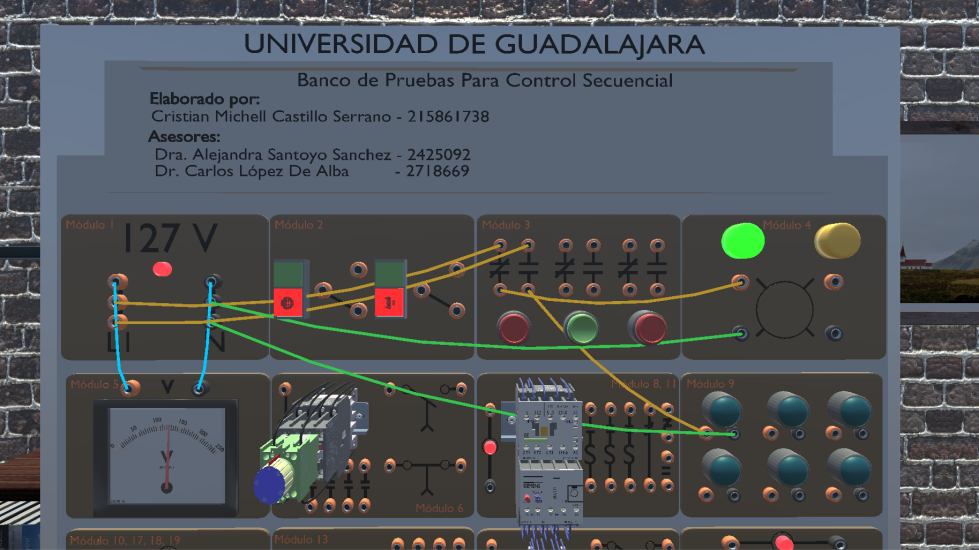 UNIVERSIDAD DE GUADALAJARA
Banco de Pruebas Para Control Secuencial
Elaborado por:
Cristian Michell Castillo Serrano - 215861738
Asesores:
Dra. Alejandra Santoyo Sanchez - 2425092
Dr. Carlos López De Alba - 2718669
Módulo 1
127 V
L1
N
Módulo 2
Módulo 3
Módulo 4
Módulo 5
V
V
Módulo 6
Módulo 8, 11
Módulo 9
Módulo 10, 17, 18, 19
Módulo 13